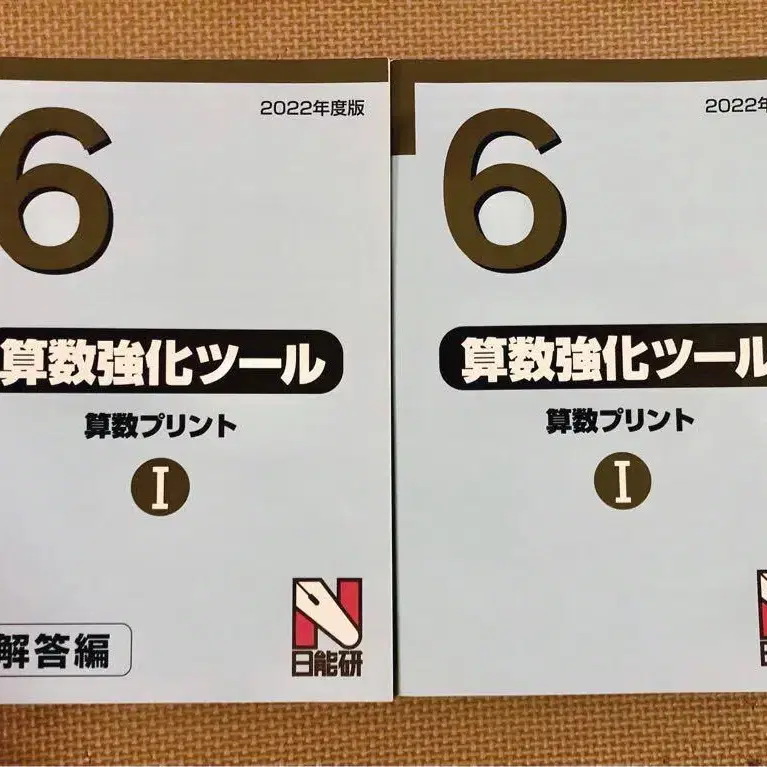 6
2022年度版
算数強化ツール
算数プリント
I
解答編
日能研
6
2022年
算数強化ツール
算数プリント
I